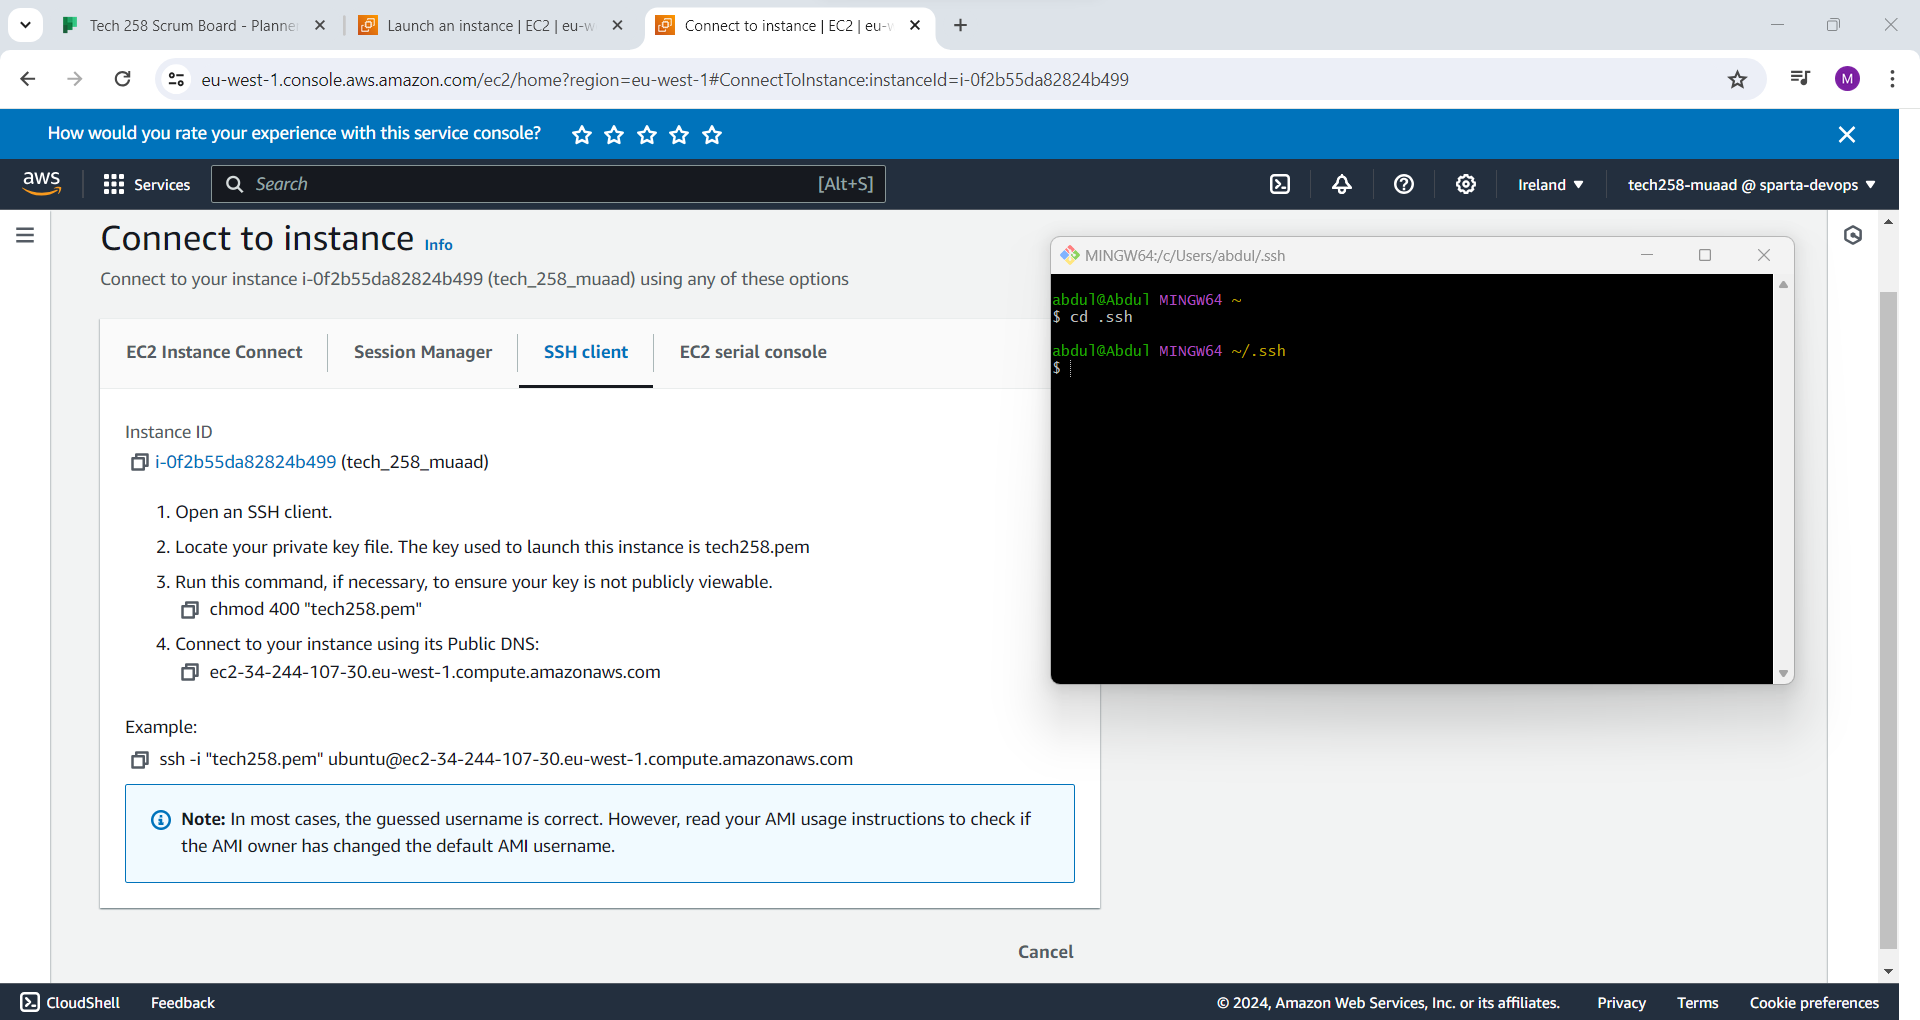 Tech 258 Scrum Board - Planne
Launch an instance | EC2 | eu-w
Connect to instance | EC2 | eu-w
eu-west-1.console.aws.amazon.com/ec2/home?region=eu-west-1#ConnectToInstance:instanceId=i-0f2b55da82824b499
M
How would you rate your experience with this service console?
aws
Services
Search
[Alt+S]
Ireland
tech258-muaad @ sparta-devops
Connect to instance Info
Connect to your instance i-0f2b55da82824b499 (tech_258_muaad) using any of these options
EC2 Instance Connect
Session Manager
SSH client
EC2 serial console
Instance ID
i-0f2b55da82824b499 (tech_258_muaad)
1. Open an SSH client.
2. Locate your private key file. The key used to launch this instance is tech258.pem
3. Run this command, if necessary, to ensure your key is not publicly viewable.
chmod 400 "tech258.pem"
4. Connect to your instance using its Public DNS:
ec2-34-244-107-30.eu-west-1.compute.amazonaws.com
Example:
ssh -i "tech258.pem" ubuntu@ec2-34-244-107-30.eu-west-1.compute.amazonaws.com
Note: In most cases, the guessed username is correct. However, read your AMI usage instructions to check if
the AMI owner has changed the default AMI username.
Cancel
MINGW64:/c/Users/abdul/.ssh
abdul@Abdul MINGW64 ~
$ cd .ssh
abdul@Abdul MINGW64 ~/.ssh
$
CloudShell
Feedback
© 2024, Amazon Web Services, Inc. or its affiliates.
Privacy
Terms
Cookie preferences